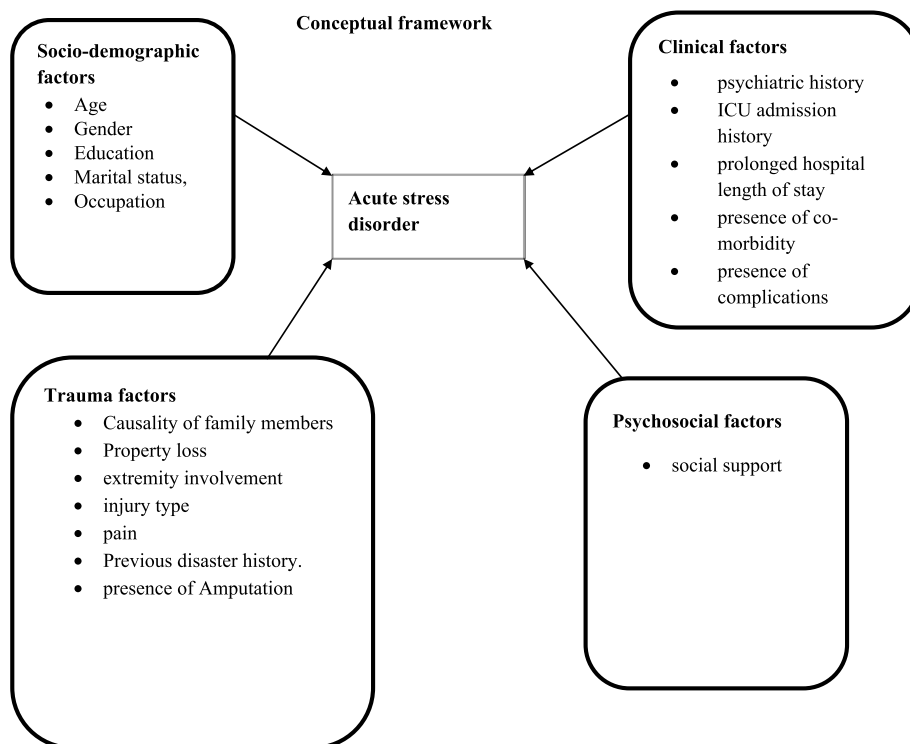 Conceptual framework
Socio-demographic
factors
• Age
• Gender
• Education
• Marital status,
• Occupation
Clinical factors
• psychiatric history
• ICU admission
history
• prolonged hospital
length of stay
• presence of co-
morbidity
• presence of
complications
Acute stress
disorder
Trauma factors
• Causality of family members
• Property loss
• extremity involvement
• injury type
• pain
• Previous disaster history.
• presence of Amputation
Psychosocial factors
• social support